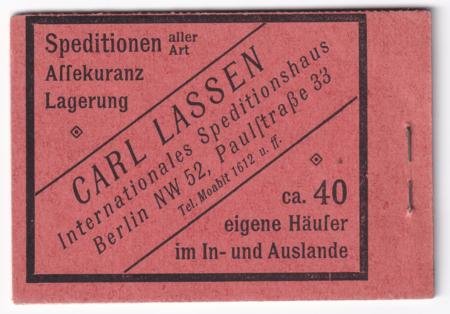 Speditionen aller Art
Aſſekuranz
Lagerung
CARL LASSEN
Internationales Speditionshaus
Berlin NW 52, Paulſtraße 33
Tel. Moabit 1612 u. ff.
ca. 40
eigene Häuſer
im In- und Auslande